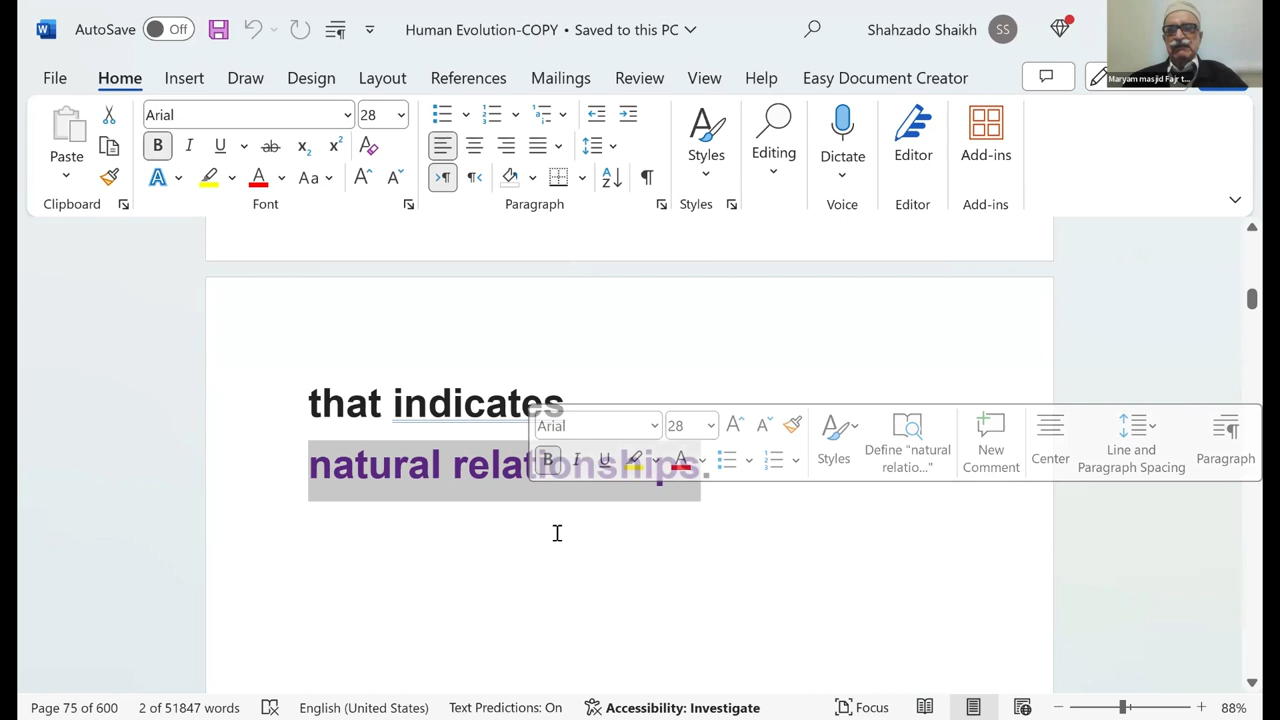 AutoSave Off Human Evolution-COPY • Saved to this PC Shahzado Shaikh SS
Maryam masjid Fajr t...
File Home Insert Draw Design Layout References Mailings Review View Help Easy Document Creator
Arial 28
Paste Styles Editing Dictate Editor Add-ins
Clipboard Font Paragraph Styles Voice Editor Add-ins
that indicates
natural relationships.
Arial 28
Styles Define "natural relatio..." New Comment Center Line and Paragraph Spacing Paragraph
Page 75 of 600 2 of 51847 words English (United States) Text Predictions: On Accessibility: Investigate Focus 88%